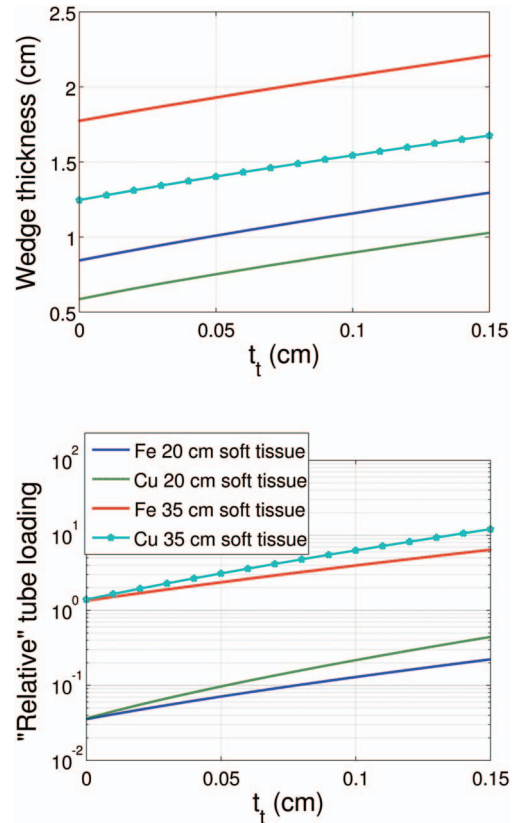 2.5
2
1.5
1
0.5
Wedge thickness (cm)
0 0.05 0.1 0.15
t_t (cm)
Fe 20 cm soft tissue
Cu 20 cm soft tissue
Fe 35 cm soft tissue
Cu 35 cm soft tissue
10^2
10^1
10^0
10^-1
10^-2
"Relative" tube loading
0 0.05 0.1 0.15
t_t (cm)